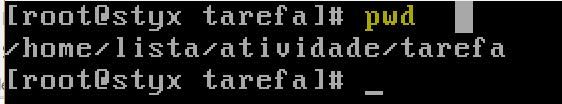 [root@styx tarefa]# pwd
/home/lista/atividade/tarefa
[root@styx tarefa]# _